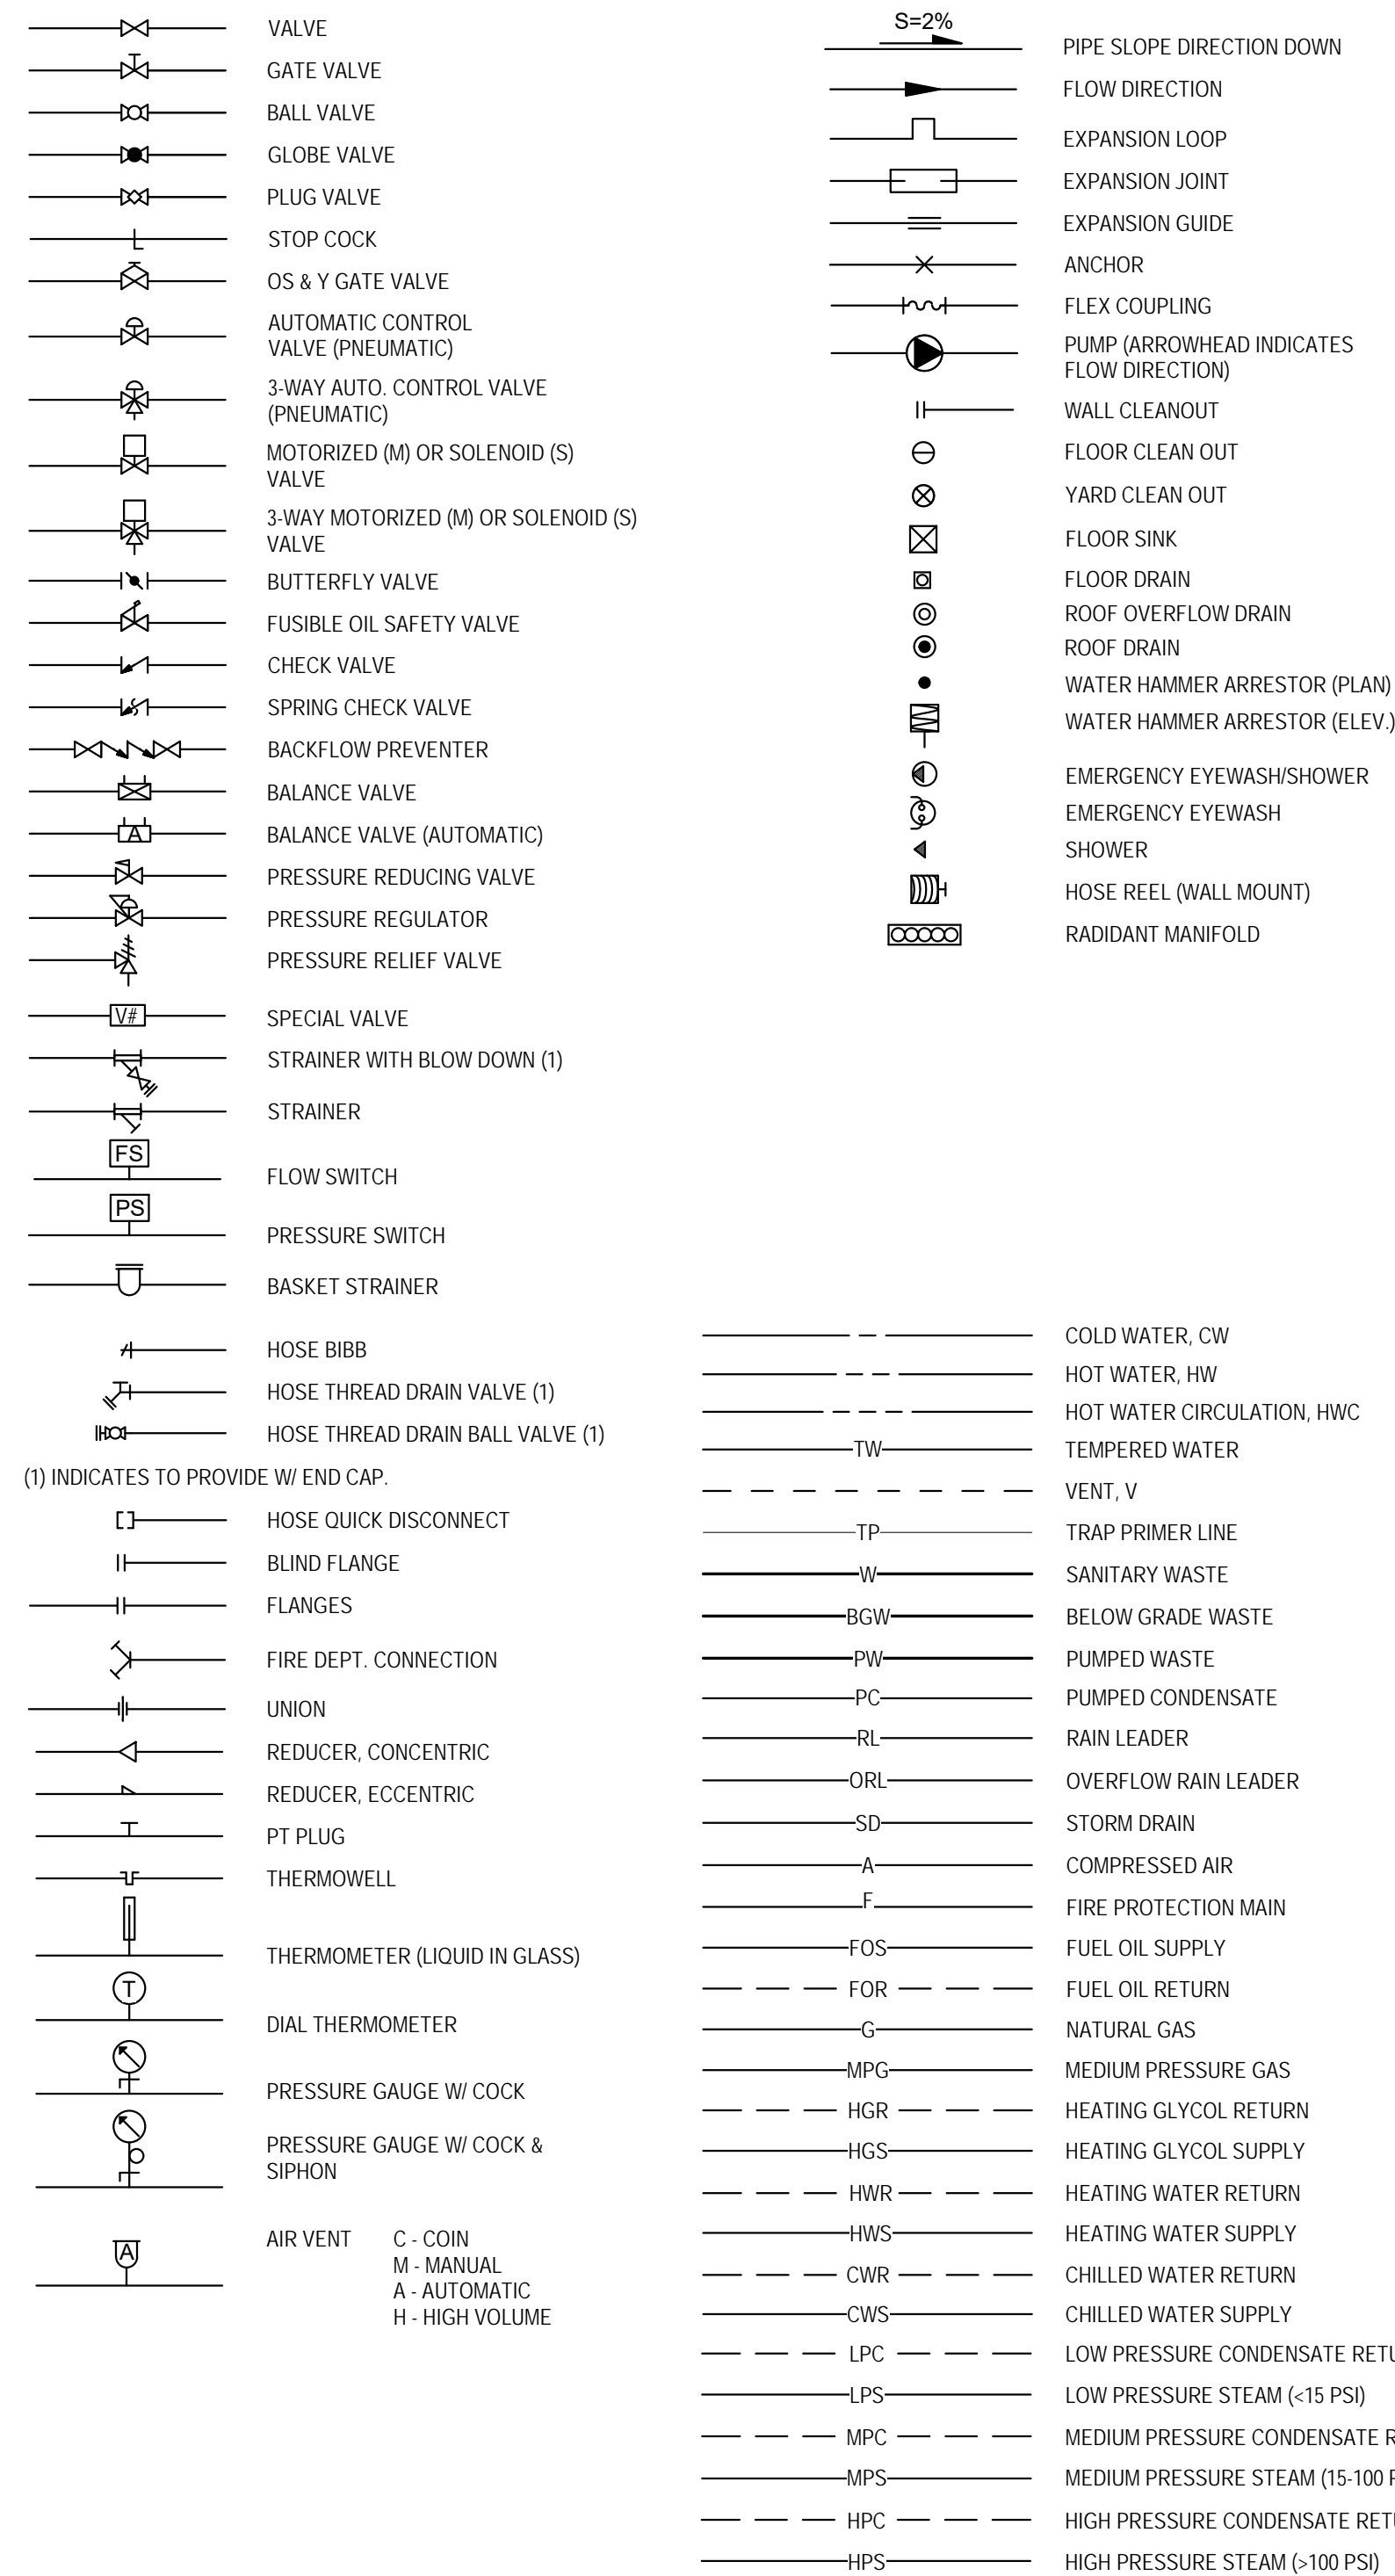 VALVE
GATE VALVE
BALL VALVE
GLOBE VALVE
PLUG VALVE
STOP COCK
OS & Y GATE VALVE
AUTOMATIC CONTROL
VALVE (PNEUMATIC)
3-WAY AUTO. CONTROL VALVE
(PNEUMATIC)
MOTORIZED (M) OR SOLENOID (S)
VALVE
3-WAY MOTORIZED (M) OR SOLENOID (S)
VALVE
BUTTERFLY VALVE
FUSIBLE OIL SAFETY VALVE
CHECK VALVE
SPRING CHECK VALVE
BACKFLOW PREVENTER
BALANCE VALVE
A BALANCE VALVE (AUTOMATIC)
PRESSURE REDUCING VALVE
PRESSURE REGULATOR
PRESSURE RELIEF VALVE
V# SPECIAL VALVE
STRAINER WITH BLOW DOWN (1)
STRAINER
FS
FLOW SWITCH
PS
PRESSURE SWITCH
BASKET STRAINER
HOSE BIBB
HOSE THREAD DRAIN VALVE (1)
HOSE THREAD DRAIN BALL VALVE (1)
(1) INDICATES TO PROVIDE W/ END CAP.
HOSE QUICK DISCONNECT
BLIND FLANGE
FLANGES
FIRE DEPT. CONNECTION
UNION
REDUCER, CONCENTRIC
REDUCER, ECCENTRIC
PT PLUG
THERMOWELL
THERMOMETER (LIQUID IN GLASS)
T
DIAL THERMOMETER
PRESSURE GAUGE W/ COCK
PRESSURE GAUGE W/ COCK &
SIPHON
AIR VENT C - COIN
A M - MANUAL
A - AUTOMATIC
H - HIGH VOLUME
S=2%
PIPE SLOPE DIRECTION DOWN
FLOW DIRECTION
EXPANSION LOOP
EXPANSION JOINT
EXPANSION GUIDE
ANCHOR
FLEX COUPLING
PUMP (ARROWHEAD INDICATES
FLOW DIRECTION)
WALL CLEANOUT
FLOOR CLEAN OUT
YARD CLEAN OUT
FLOOR SINK
FLOOR DRAIN
ROOF OVERFLOW DRAIN
ROOF DRAIN
WATER HAMMER ARRESTOR (PLAN)
WATER HAMMER ARRESTOR (ELEV.)
EMERGENCY EYEWASH/SHOWER
EMERGENCY EYEWASH
SHOWER
HOSE REEL (WALL MOUNT)
RADIDANT MANIFOLD
COLD WATER, CW
HOT WATER, HW
HOT WATER CIRCULATION, HWC
TW TEMPERED WATER
VENT, V
TP TRAP PRIMER LINE
W SANITARY WASTE
BGW BELOW GRADE WASTE
PW PUMPED WASTE
PC PUMPED CONDENSATE
RL RAIN LEADER
ORL OVERFLOW RAIN LEADER
SD STORM DRAIN
A COMPRESSED AIR
F FIRE PROTECTION MAIN
FOS FUEL OIL SUPPLY
FOR FUEL OIL RETURN
G NATURAL GAS
MPG MEDIUM PRESSURE GAS
HGR HEATING GLYCOL RETURN
HGS HEATING GLYCOL SUPPLY
HWR HEATING WATER RETURN
HWS HEATING WATER SUPPLY
CWR CHILLED WATER RETURN
CWS CHILLED WATER SUPPLY
LPC LOW PRESSURE CONDENSATE
LPS LOW PRESSURE STEAM (<15 PSI)
MPC MEDIUM PRESSURE CONDENSATE
MPS MEDIUM PRESSURE STEAM (15-100
HPC HIGH PRESSURE CONDENSATE
HPS HIGH PRESSURE STEAM (>100 PSI)